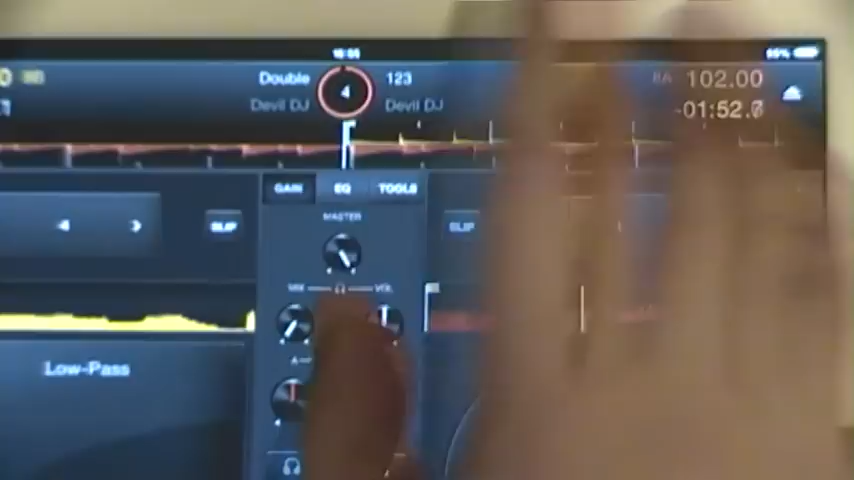 Double
4
123
102.00
Devil DJ
Devil DJ
-01:52.
GAIN
EQ
TOOLS
MASTER
4
SLIP
SLIP
MIX
VOL
A
Low-Pass